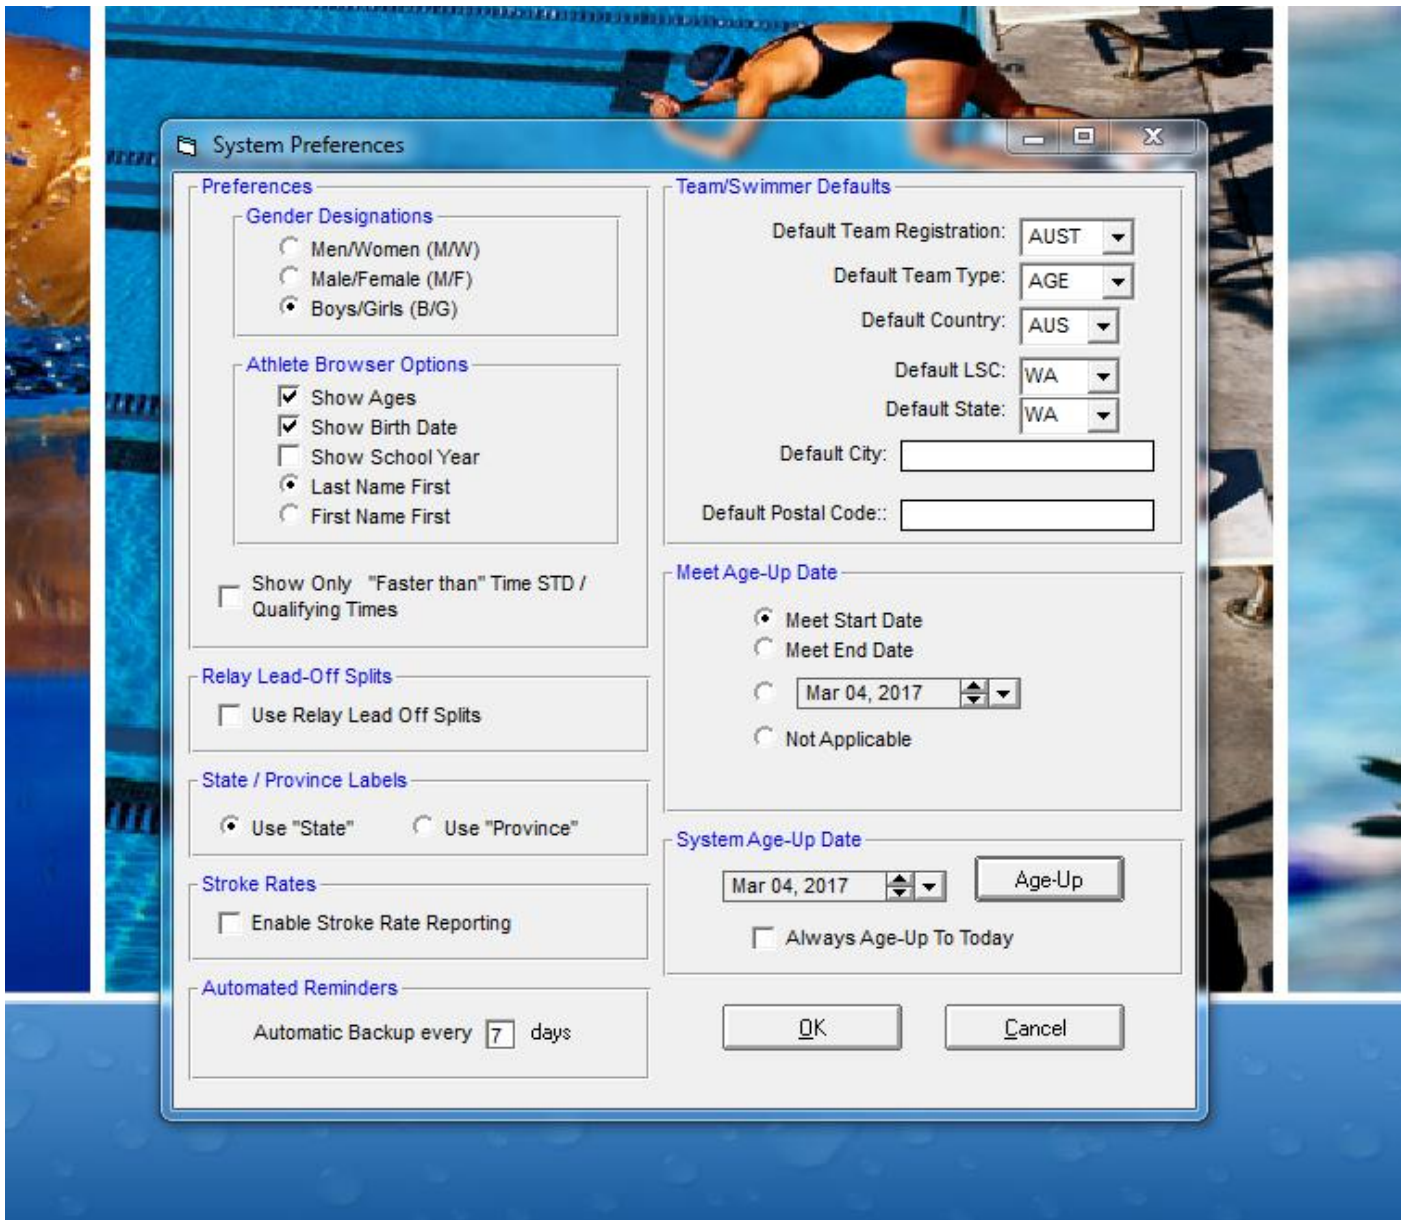 System Preferences
Preferences
Gender Designations
Men/Women (M/W)
Male/Female (M/F)
Boys/Girls (B/G)
Athlete Browser Options
Show Ages
Show Birth Date
Show School Year
Last Name First
First Name First
Show Only "Faster than" Time STD /
Qualifying Times
Relay Lead-Off Splits
Use Relay Lead Off Splits
State / Province Labels
Use "State" Use "Province"
Stroke Rates
Enable Stroke Rate Reporting
Automated Reminders
Automatic Backup every 7 days
Team/Swimmer Defaults
Default Team Registration: AUST
Default Team Type: AGE
Default Country: AUS
Default LSC: WA
Default State: WA
Default City:
Default Postal Code::
Meet Age-Up Date
Meet Start Date
Meet End Date
Mar 04, 2017
Not Applicable
System Age-Up Date
Mar 04, 2017 Age-Up
Always Age-Up To Today
OK Cancel